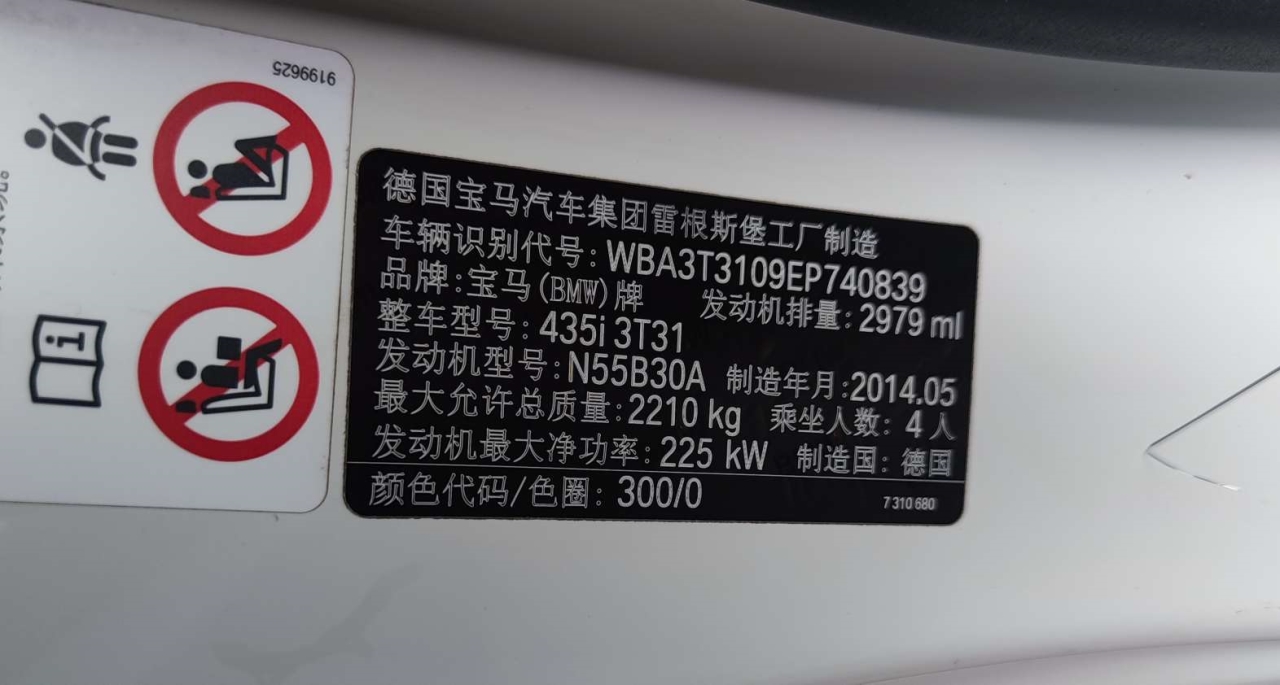 9199625
德国宝马汽车集团雷根斯堡工厂制造
车辆识别代号: WBA3T3109EP740839
品牌: 宝马(BMW)牌 发动机排量: 2979 ml
整车型号: 435i 3T31
发动机型号: N55B30A 制造年月: 2014.05
最大允许总质量: 2210 kg 乘坐人数: 4人
发动机最大净功率: 225 kW 制造国: 德国
颜色代码/色圈: 300/0 7 310 680